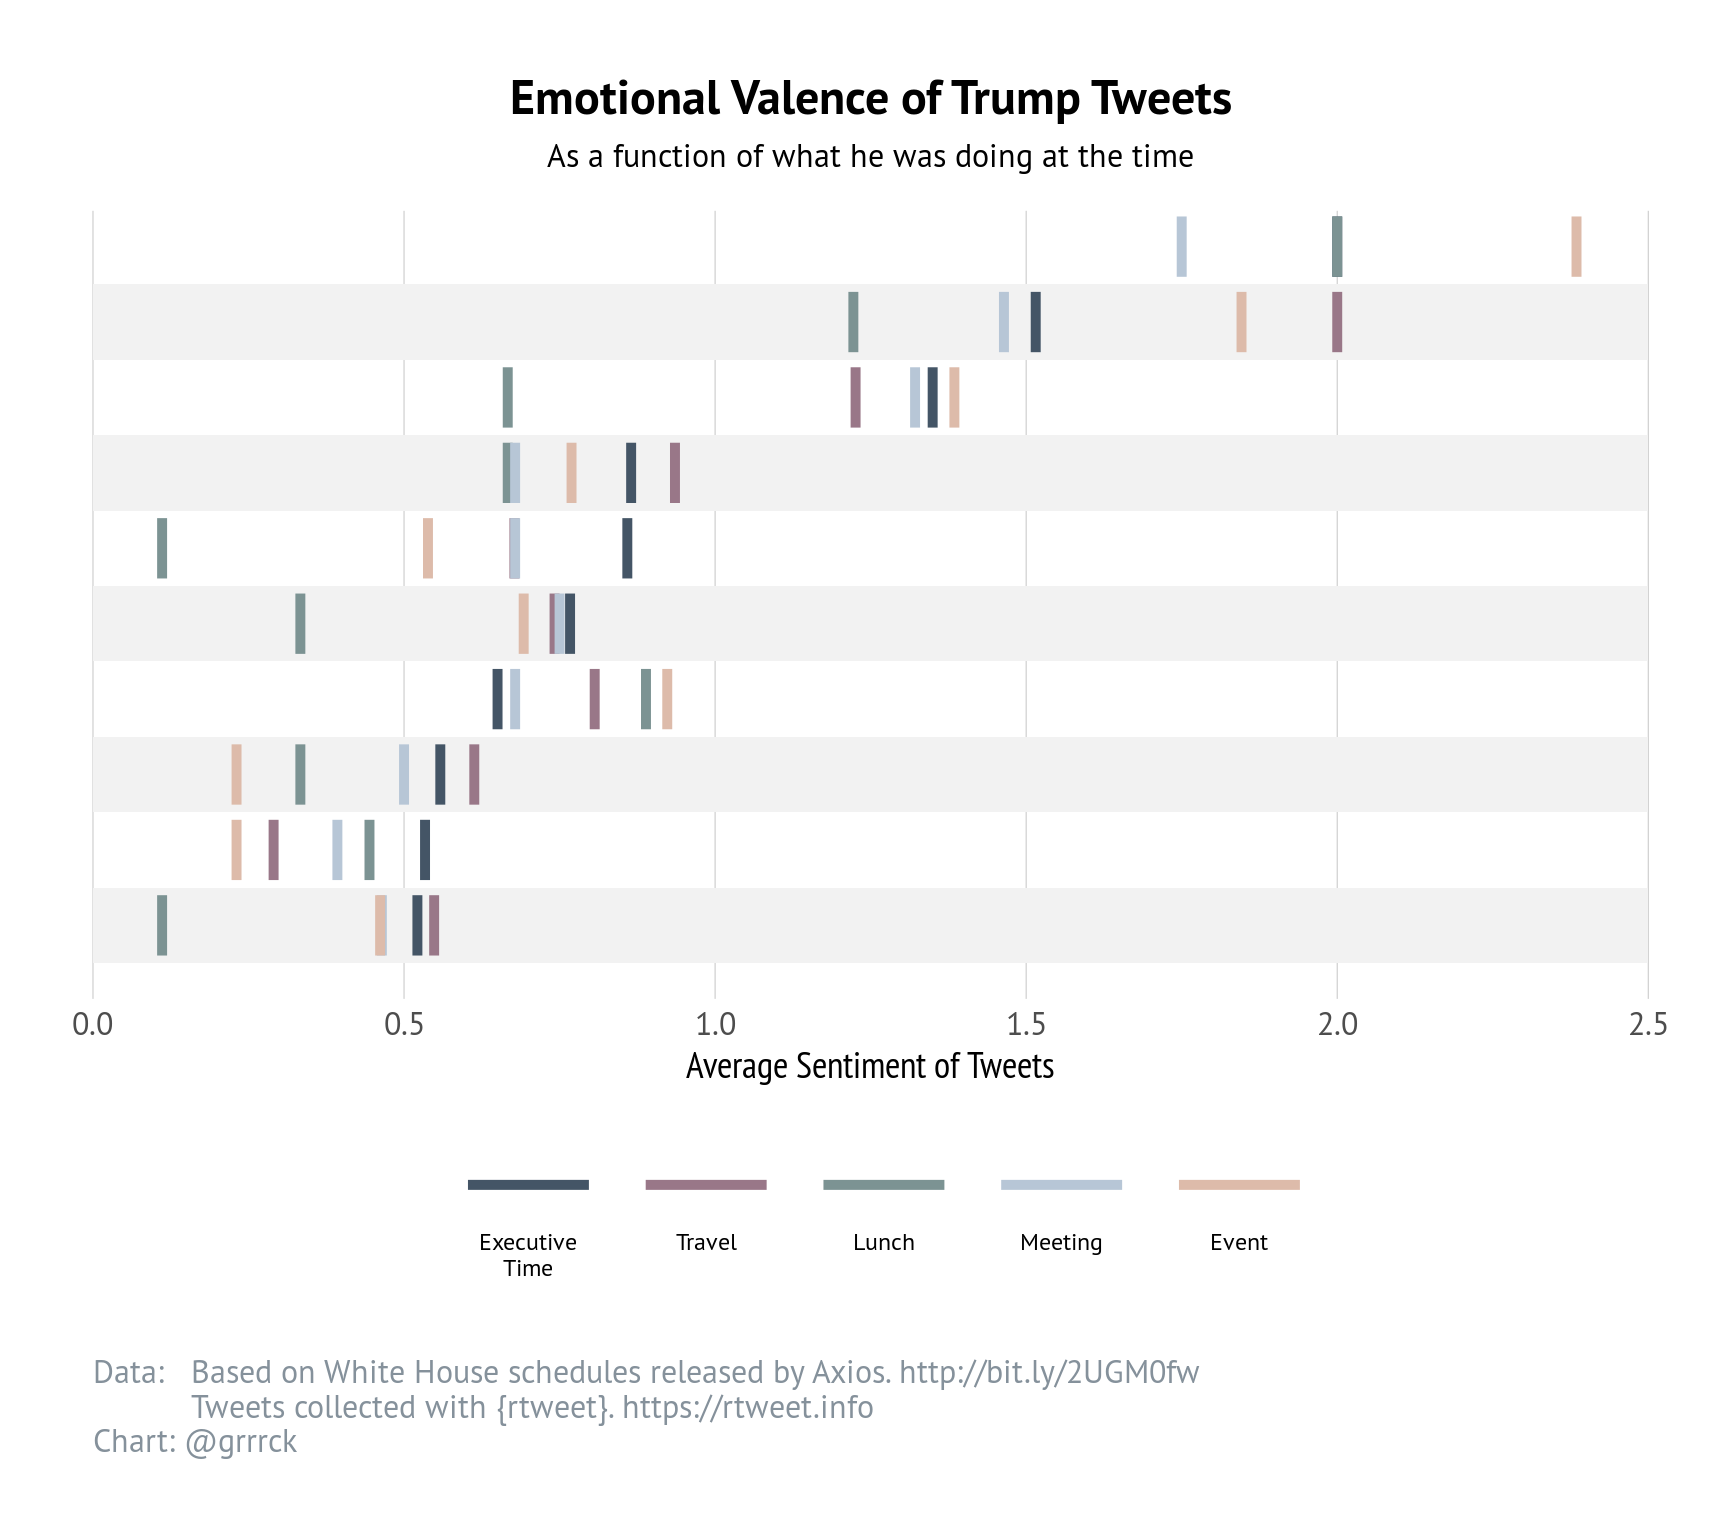 Emotional Valence of Trump Tweets
As a function of what he was doing at the time
0.0 0.5 1.0 1.5 2.0 2.5
Average Sentiment of Tweets
Executive Time Travel Lunch Meeting Event
Data: Based on White House schedules released by Axios. http://bit.ly/2UGM0fw
Tweets collected with {rtweet}. https://rtweet.info
Chart: @grrrck